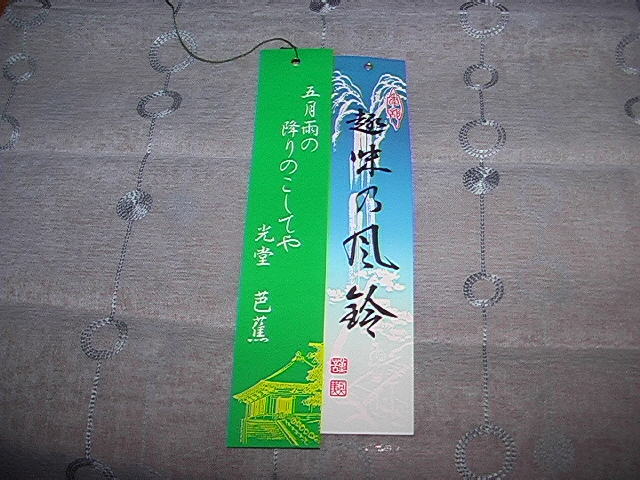 五月雨の
降りのこしてや
光堂 芭蕉
趣味の風鈴